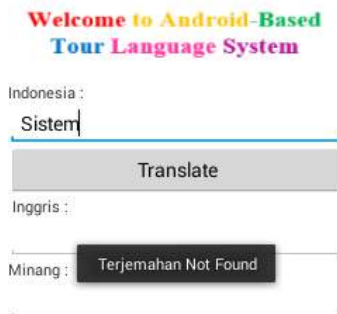 Welcome to Android-Based
Tour Language System
Indonesia :
Sistem
Translate
Inggris :
Terjemahan Not Found
Minang :